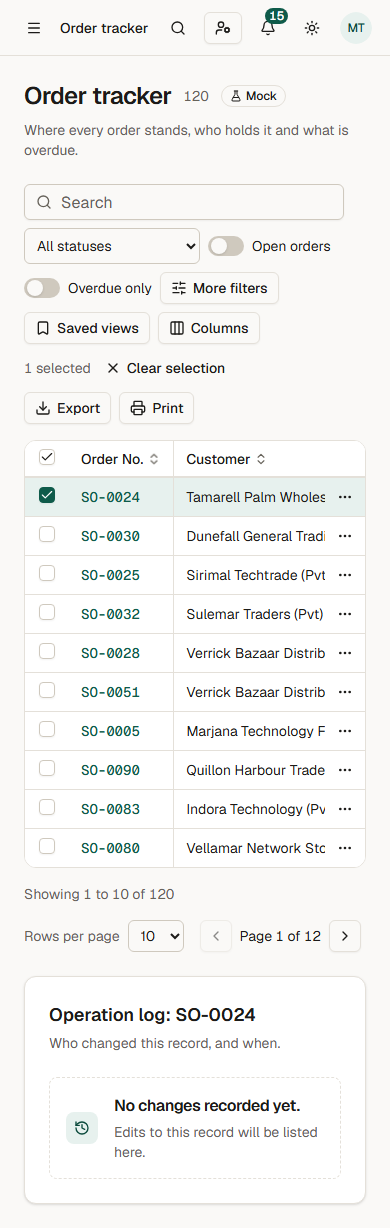 Order tracker
15
MT
Order tracker 120 Mock
Where every order stands, who holds it and what is
overdue.
Search
All statuses Open orders
Overdue only More filters
Saved views Columns
1 selected Clear selection
Export Print
Order No. Customer
SO-0024 Tamarell Palm Wholes
SO-0030 Dunefall General Tradi
SO-0025 Sirimal Techtrade (Pvt
SO-0032 Sulemar Traders (Pvt)
SO-0028 Verrick Bazaar Distrib
SO-0051 Verrick Bazaar Distrib
SO-0005 Marjana Technology F
SO-0090 Quillon Harbour Trade
SO-0083 Indora Technology (Pv
SO-0080 Vellamar Network Sto
Showing 1 to 10 of 120
Rows per page 10 Page 1 of 12
Operation log: SO-0024
Who changed this record, and when.
No changes recorded yet.
Edits to this record will be listed
here.